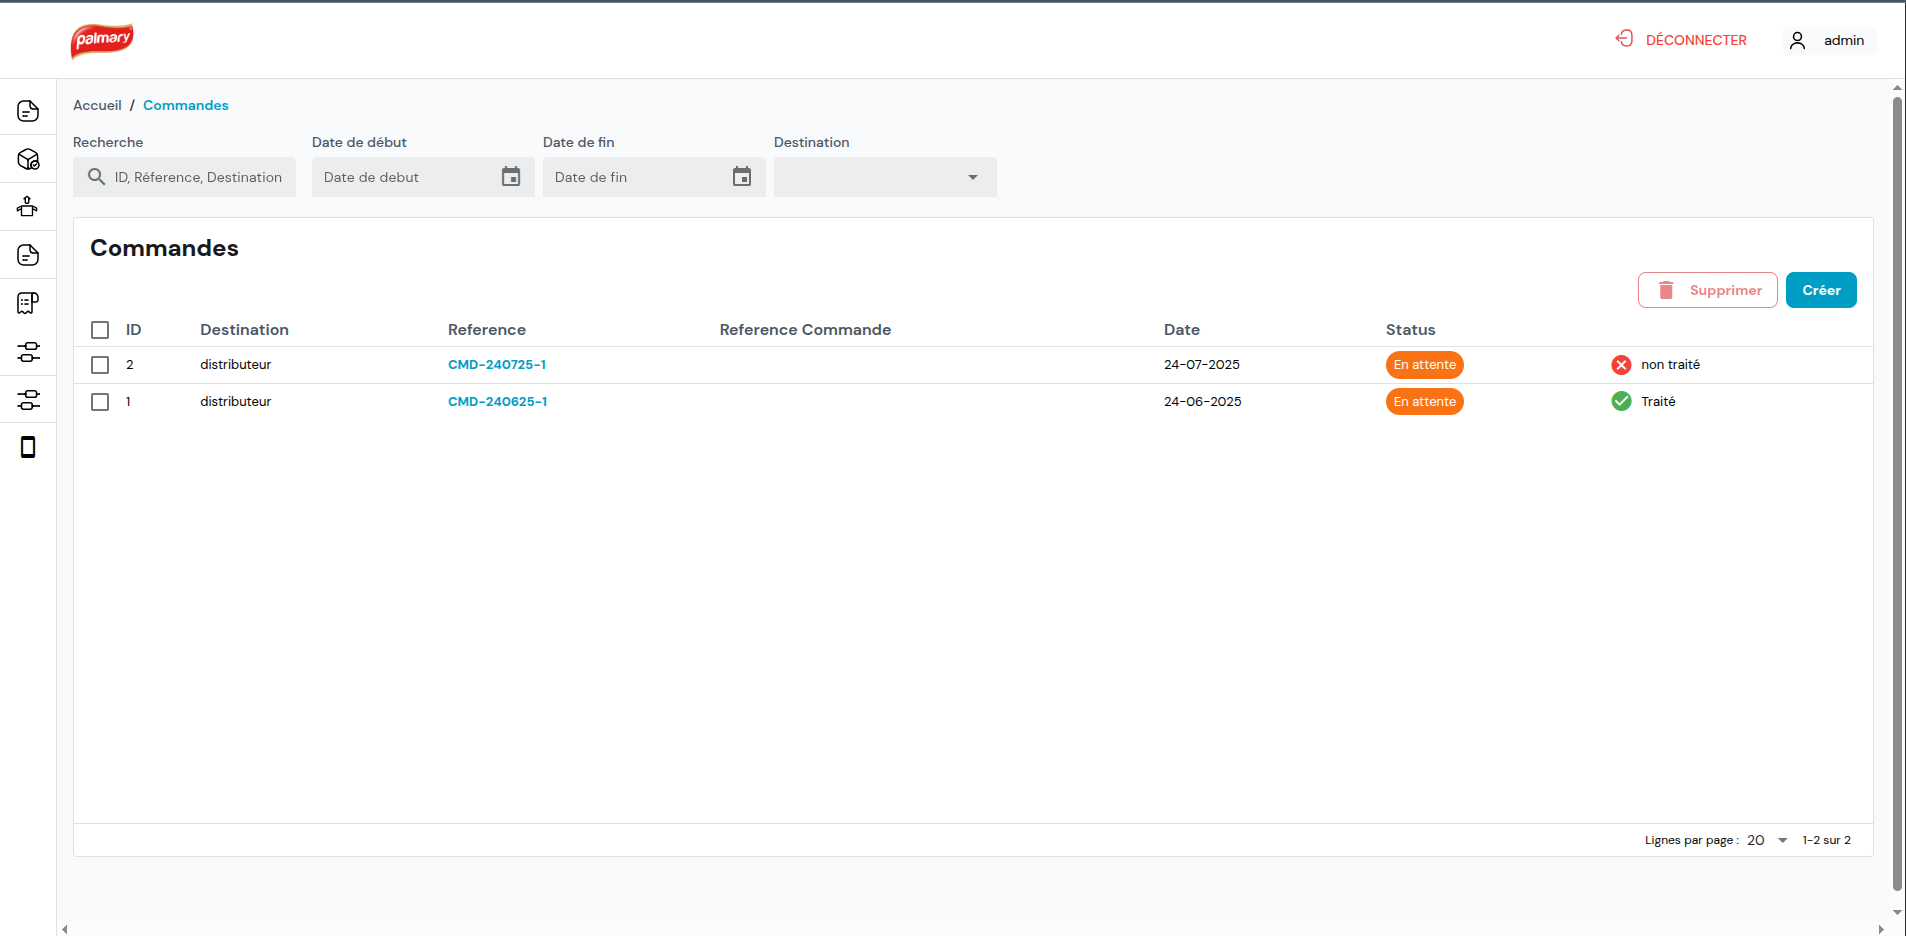 palmary
DÉCONNECTER
admin
Accueil / Commandes
Recherche
Date de début
Date de fin
Destination
ID, Réference, Destination
Date de debut
Date de fin
Commandes
Supprimer
Créer
ID Destination Reference Reference Commande Date Status
2 distributeur CMD-240725-1 24-07-2025 En attente non traité
1 distributeur CMD-240625-1 24-06-2025 En attente Traité
Lignes par page : 20 1-2 sur 2